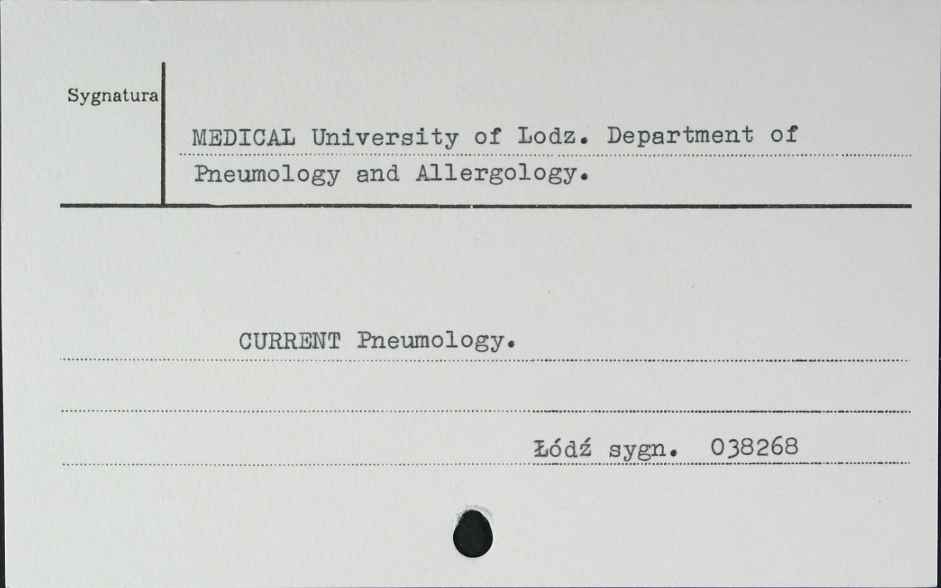 Sygnatura
MEDICAL University of Lodz. Department of
Pneumology and Allergology.
CURRENT Pneumology.
Łódź sygn. 038268